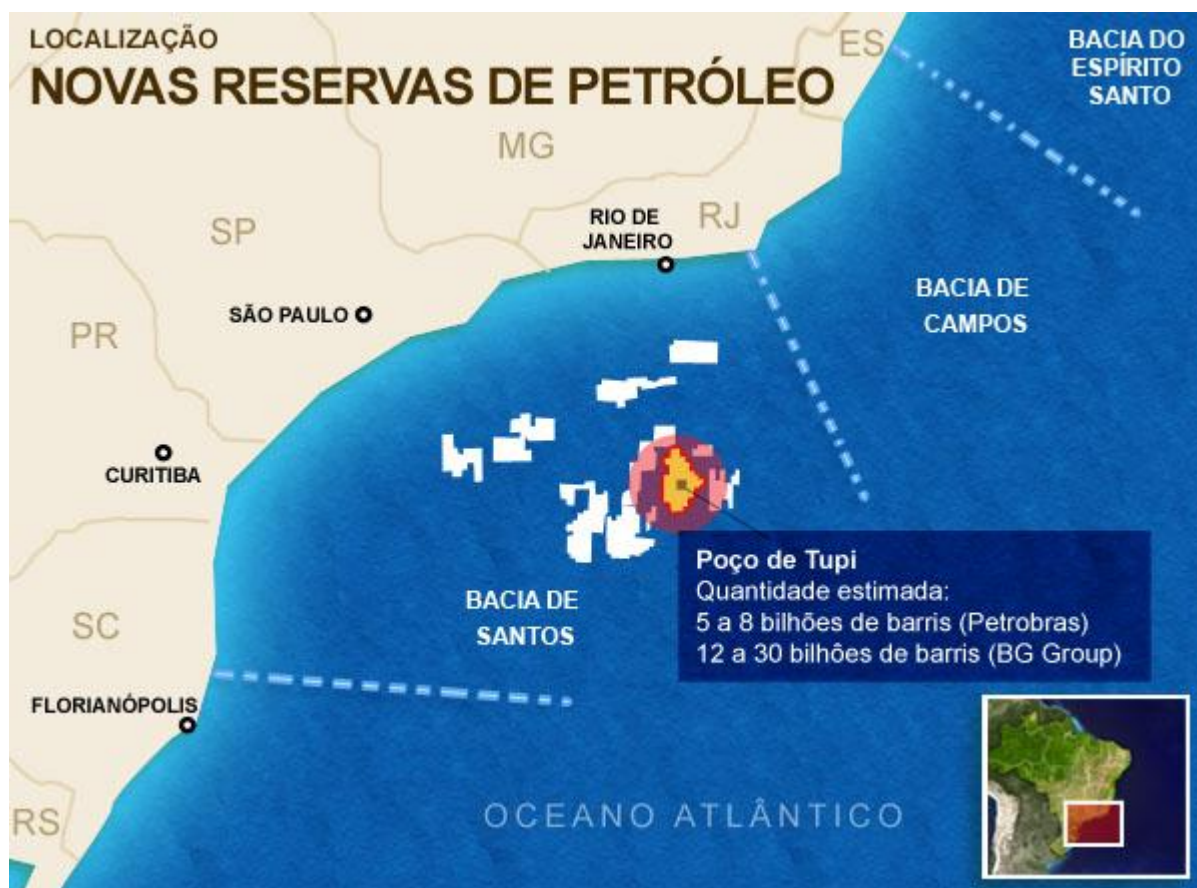 LOCALIZAÇÃO
NOVAS RESERVAS DE PETRÓLEO
ES
BACIA DO
ESPÍRITO
SANTO
MG
SP
RIO DE
JANEIRO
RJ
BACIA DE
CAMPOS
SÃO PAULO
PR
CURITIBA
Poço de Tupi
Quantidade estimada:
5 a 8 bilhões de barris (Petrobras)
12 a 30 bilhôes de barris (BG Group)
BACIA DE
SANTOS
SC
FLORIANÓPOLIS
RS
OCEANO ATLÂNTICO